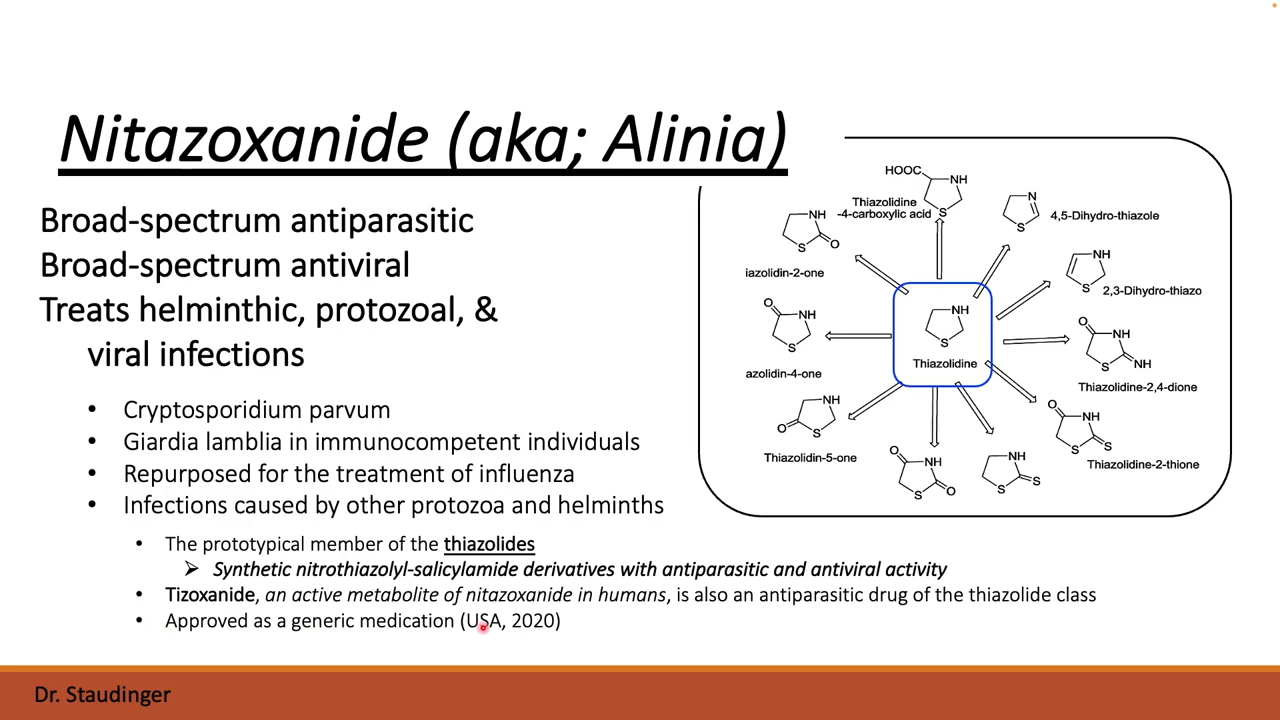 Nitazoxanide (aka; Alinia)
Broad-spectrum antiparasitic
Broad-spectrum antiviral
Treats helminthic, protozoal, &
viral infections
• Cryptosporidium parvum
• Giardia lamblia in immunocompetent individuals
• Repurposed for the treatment of influenza
• Infections caused by other protozoa and helminths
• The prototypical member of the thiazolides
➢ Synthetic nitrothiazolyl-salicylamide derivatives with antiparasitic and antiviral activity
• Tizoxanide, an active metabolite of nitazoxanide in humans, is also an antiparasitic drug of the thiazolide class
• Approved as a generic medication (USA, 2020)
HOOC NH
S
Thiazolidine
-4-carboxylic acid
N
S
4,5-Dihydro-thiazole
NH
S O
iazolidin-2-one
NH
S
2,3-Dihydro-thiazo
O NH
S
azolidin-4-one
NH
S
Thiazolidine
O NH
S NH
Thiazolidine-2,4-dione
NH
O S
Thiazolidin-5-one
O NH
S S
Thiazolidine-2-thione
O NH
S O
NH
S S
Dr. Staudinger